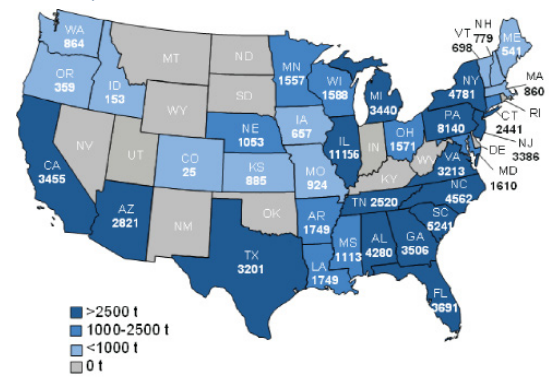 WA
864
OR
359
CA
3455
NV
ID
153
MT
WY
UT
AZ
2821
CO
25
NM
ND
SD
NE
1053
KS
885
OK
TX
3201
MN
1557
IA
657
MO
924
AR
1749
LA
1749
WI
1588
IL
11156
MS
1113
MI
3440
IN
KY
TN 2520
AL
4280
OH
1571
WV
GA
3506
FL
3691
SC
5241
NC
4562
VA
3213
PA
8140
NY
4781
VT
698
NH
779
ME
541
MA
860
RI
CT
2441
NJ
3386
DE
MD
1610
>2500 t
1000-2500 t
<1000 t
0 t